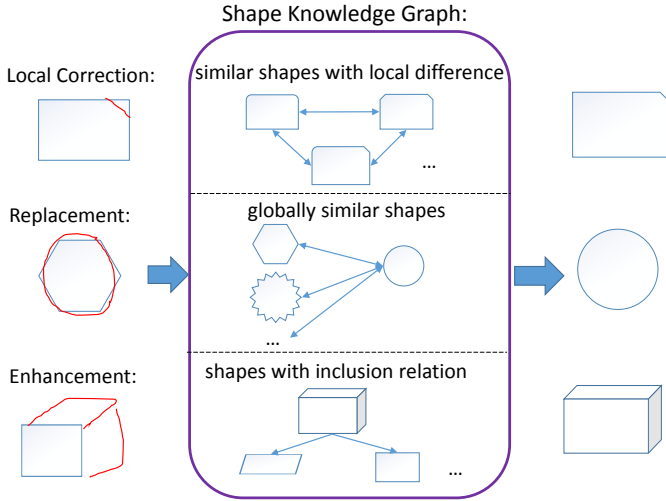 Shape Knowledge Graph:
Local Correction:
similar shapes with local difference
...
Replacement:
globally similar shapes
...
Enhancement:
shapes with inclusion relation
...